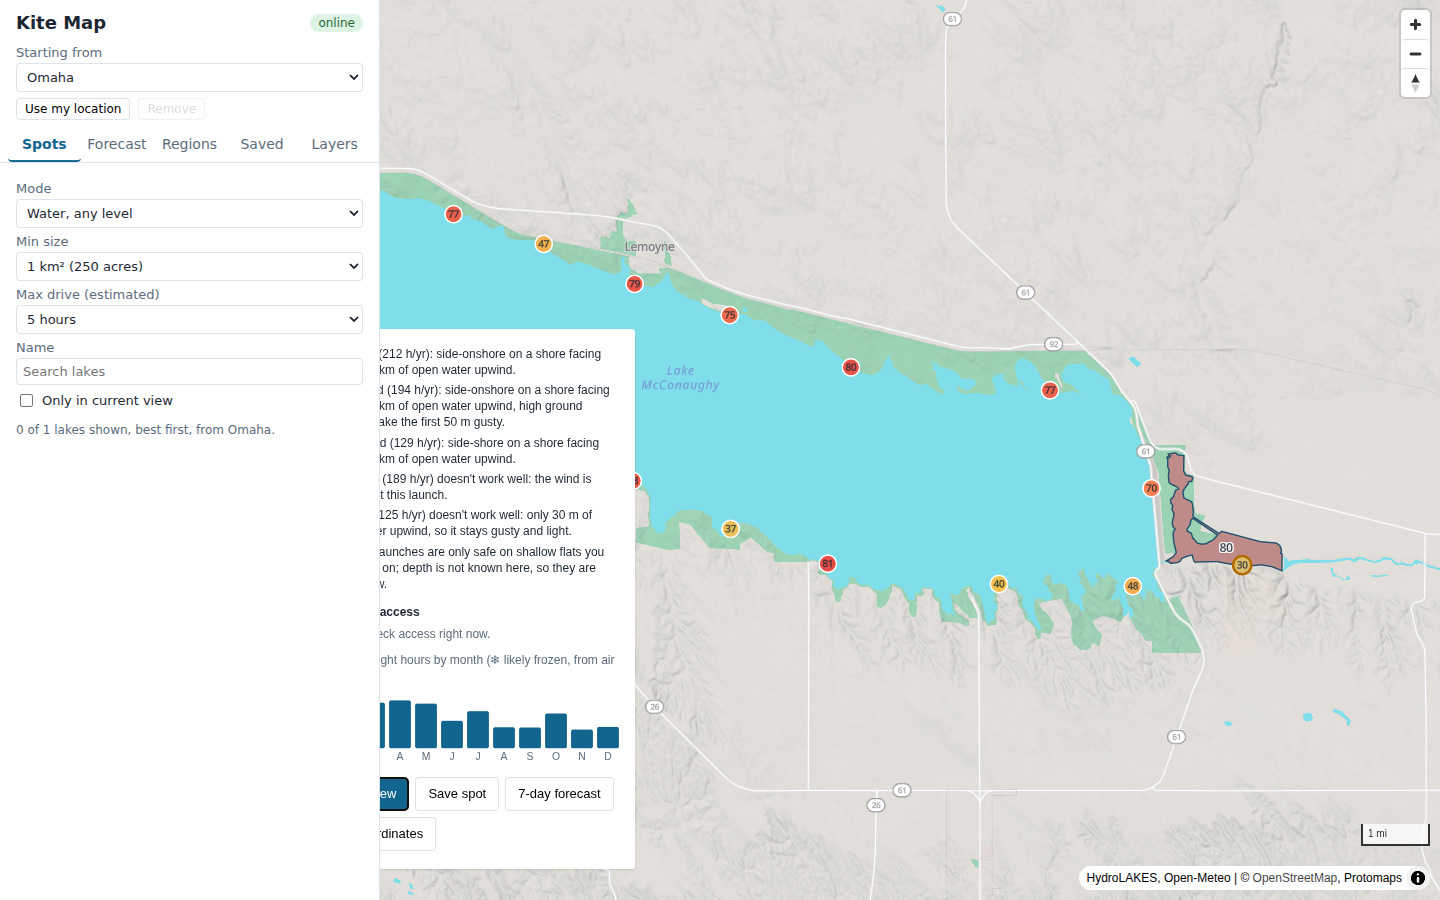 Kite Map
online
Starting from
Omaha
Use my location
Remove
Spots
Forecast
Regions
Saved
Layers
Mode
Water, any level
Min size
1 km² (250 acres)
Max drive (estimated)
5 hours
Name
Search lakes
Only in current view
0 of 1 lakes shown, best first, from Omaha.
61
77
47
Lemoyne
79
75
61
92
80
77
Lake
McConaughy
61
70
80
30
37
81
40
48
26
61
61
26
(212 h/yr): side-onshore on a shore facing
km of open water upwind.
(194 h/yr): side-onshore on a shore facing
km of open water upwind, high ground
the first 50 m gusty.
(129 h/yr): side-shore on a shore facing
km of open water upwind.
(189 h/yr) doesn't work well: the wind is
this launch.
125 h/yr) doesn't work well: only 30 m of
upwind, so it stays gusty and light.
are only safe on shallow flats you
on; depth is not known here, so they are
access
access right now.
hours by month (❄ likely frozen, from air
A M J J A S O N D
Save spot
7-day forecast
1 mi
HydroLAKES, Open-Meteo | © OpenStreetMap, Protomaps